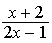 x + 2
2x − 1